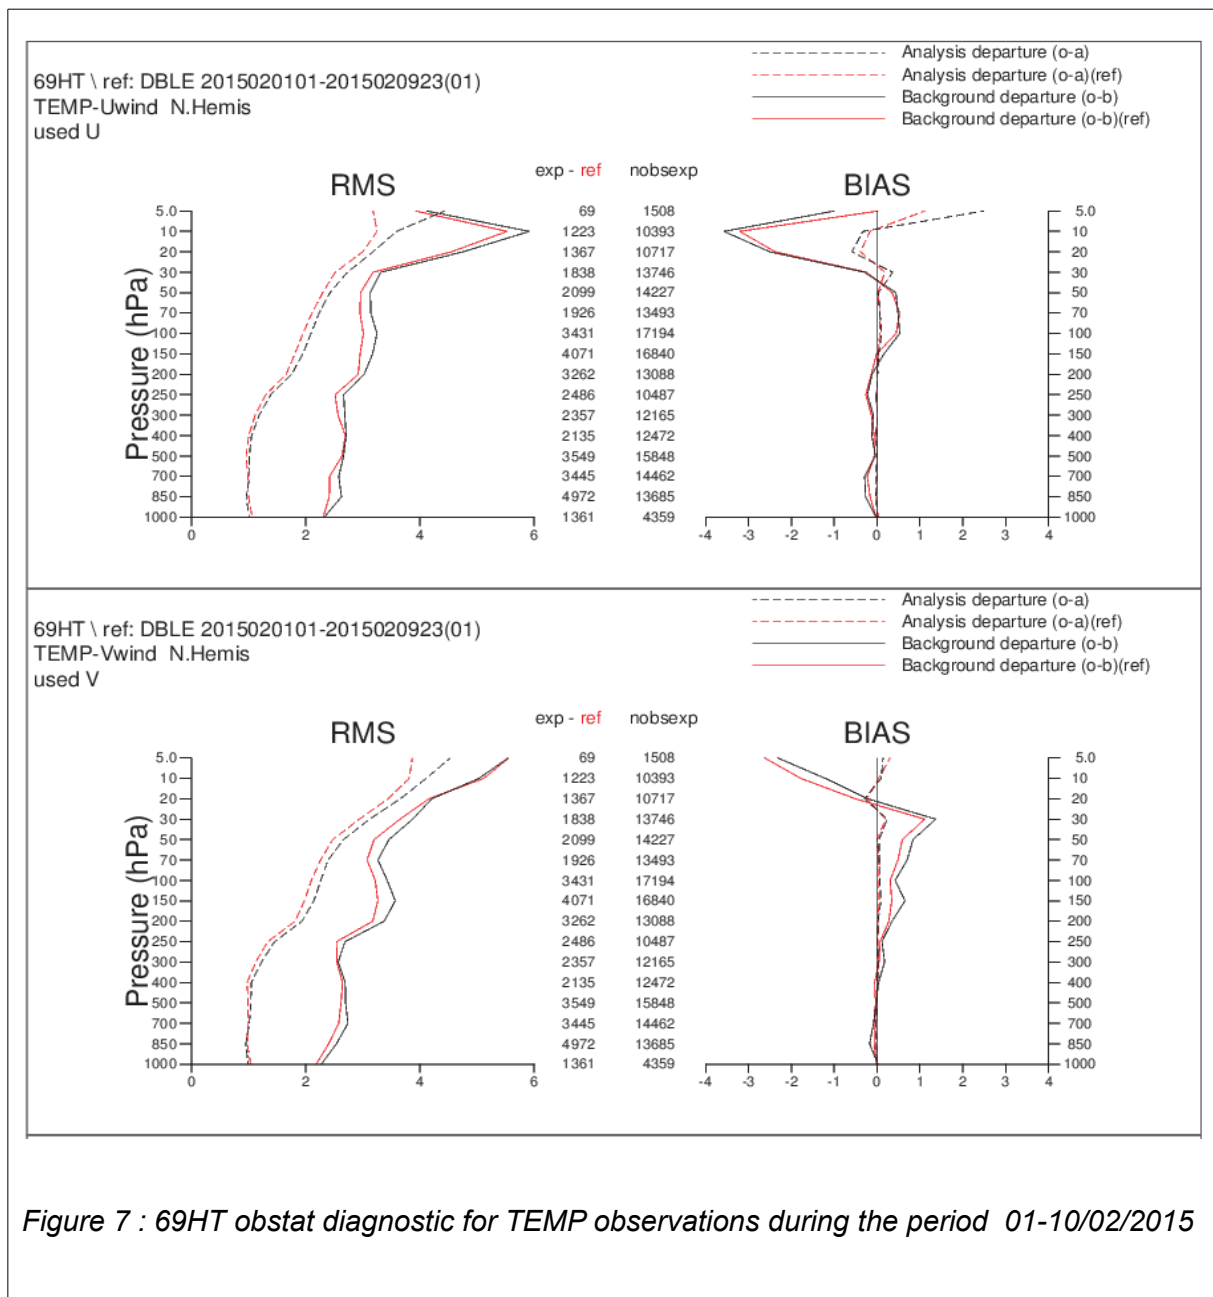 Analysis departure (o-a)
Analysis departure (o-a)(ref)
Background departure (o-b)
Background departure (o-b)(ref)
69HT \ ref: DBLE 2015020101-2015020923(01)
TEMP-Uwind N.Hemis
used U
exp - ref nobsexp
RMS BIAS
5.0 69 1508 5.0
10 1223 10393 10
20 1367 10717 20
30 1838 13746 30
50 2099 14227 50
70 1926 13493 70
100 3431 17194 100
150 4071 16840 150
200 3262 13088 200
250 2486 10487 250
300 2357 12165 300
400 2135 12472 400
500 3549 15848 500
700 3445 14462 700
850 4972 13685 850
1000 1361 4359 1000
Pressure (hPa)
0 2 4 6 -4 -3 -2 -1 0 1 2 3 4
Analysis departure (o-a)
Analysis departure (o-a)(ref)
Background departure (o-b)
Background departure (o-b)(ref)
69HT \ ref: DBLE 2015020101-2015020923(01)
TEMP-Vwind N.Hemis
used V
exp - ref nobsexp
RMS BIAS
5.0 69 1508 5.0
10 1223 10393 10
20 1367 10717 20
30 1838 13746 30
50 2099 14227 50
70 1926 13493 70
100 3431 17194 100
150 4071 16840 150
200 3262 13088 200
250 2486 10487 250
300 2357 12165 300
400 2135 12472 400
500 3549 15848 500
700 3445 14462 700
850 4972 13685 850
1000 1361 4359 1000
Pressure (hPa)
0 2 4 6 -4 -3 -2 -1 0 1 2 3 4
Figure 7 : 69HT obstat diagnostic for TEMP observations during the period 01-10/02/2015